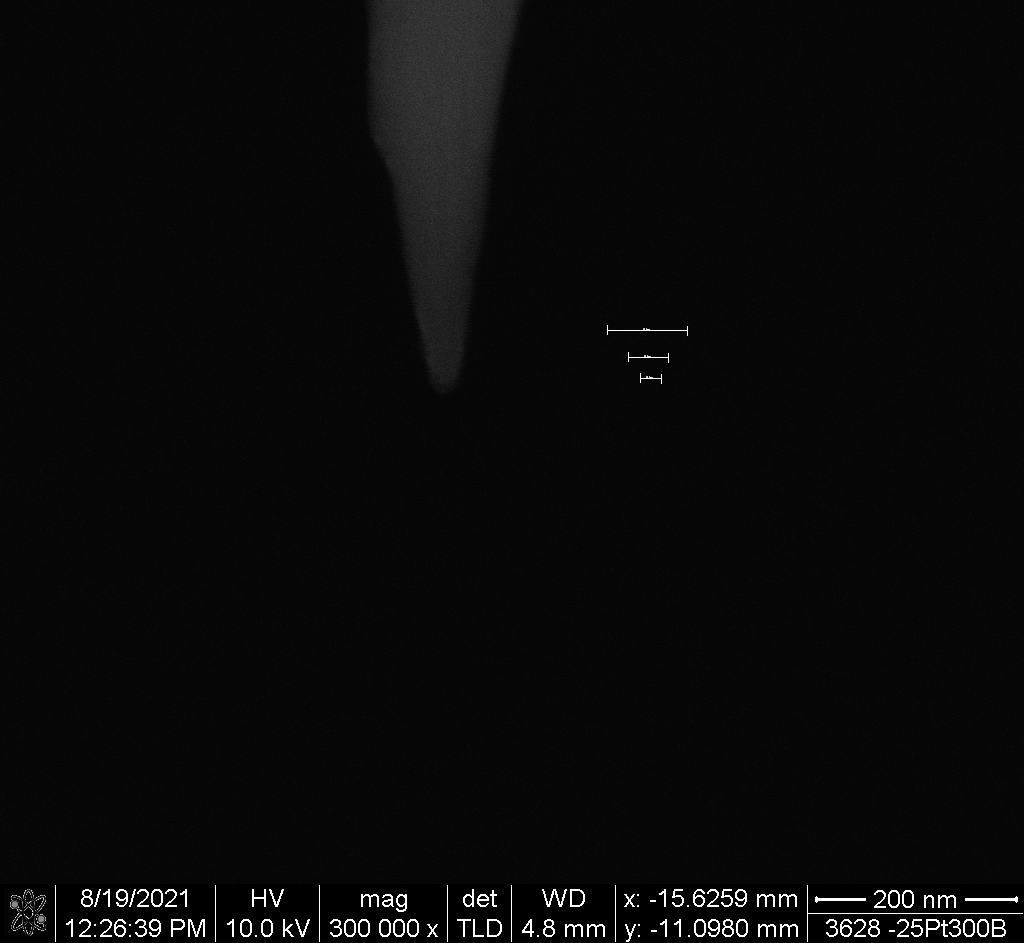 8/19/2021
12:26:39 PM
HV
10.0 kV
mag
300 000 x
det
TLD
WD
4.8 mm
x: -15.6259 mm
y: -11.0980 mm
200 nm
3628 -25Pt300B